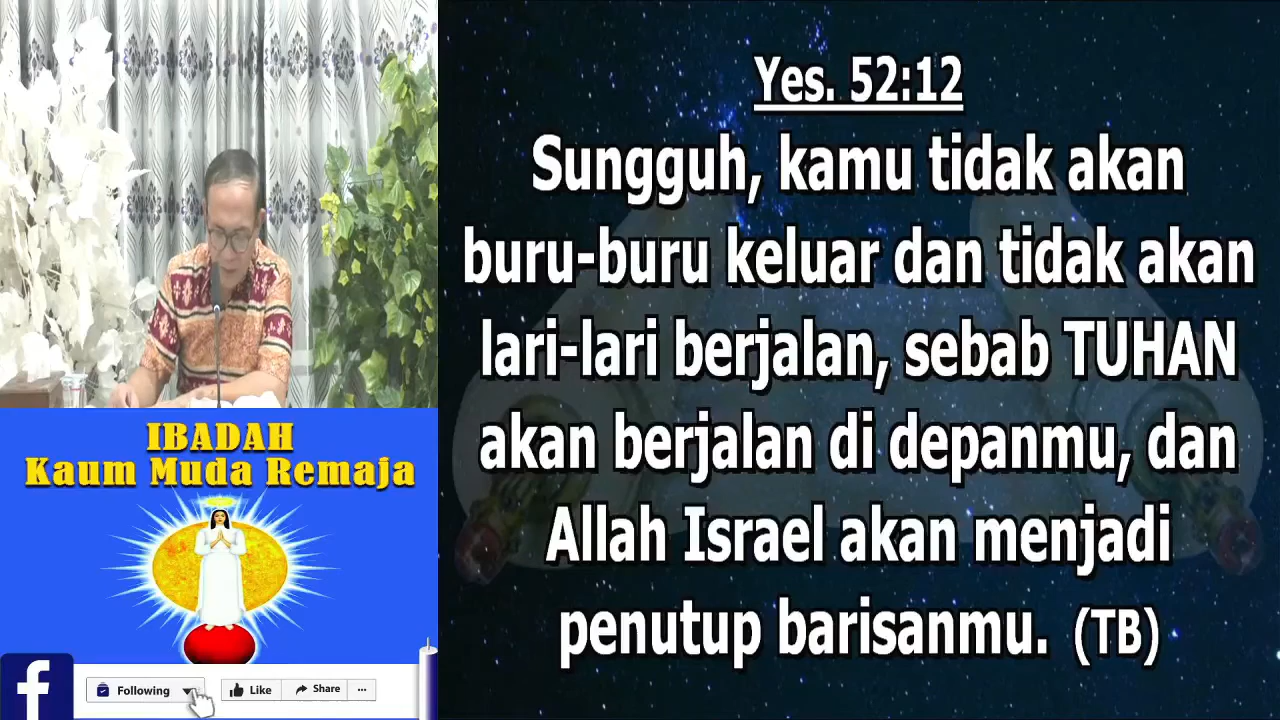 Yes. 52:12
Sungguh, kamu tidak akan
buru-buru keluar dan tidak akan
lari-lari berjalan, sebab TUHAN
akan berjalan di depanmu, dan
Allah Israel akan menjadi
penutup barisanmu. (TB)
IBADAH
Kaum Muda Remaja
f
Following
Like
Share
...